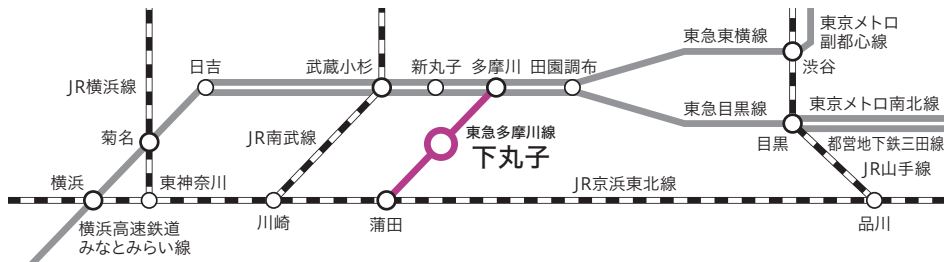 東急東横線
東京メトロ
副都心線
日吉
武蔵小杉
新丸子
多摩川
田園調布
渋谷
JR横浜線
東急目黒線
東京メトロ南北線
菊名
JR南武線
東急多摩川線
下丸子
目黒
都営地下鉄三田線
JR山手線
横浜
東神奈川
JR京浜東北線
横浜高速鉄道
みなとみらい線
川崎
蒲田
品川